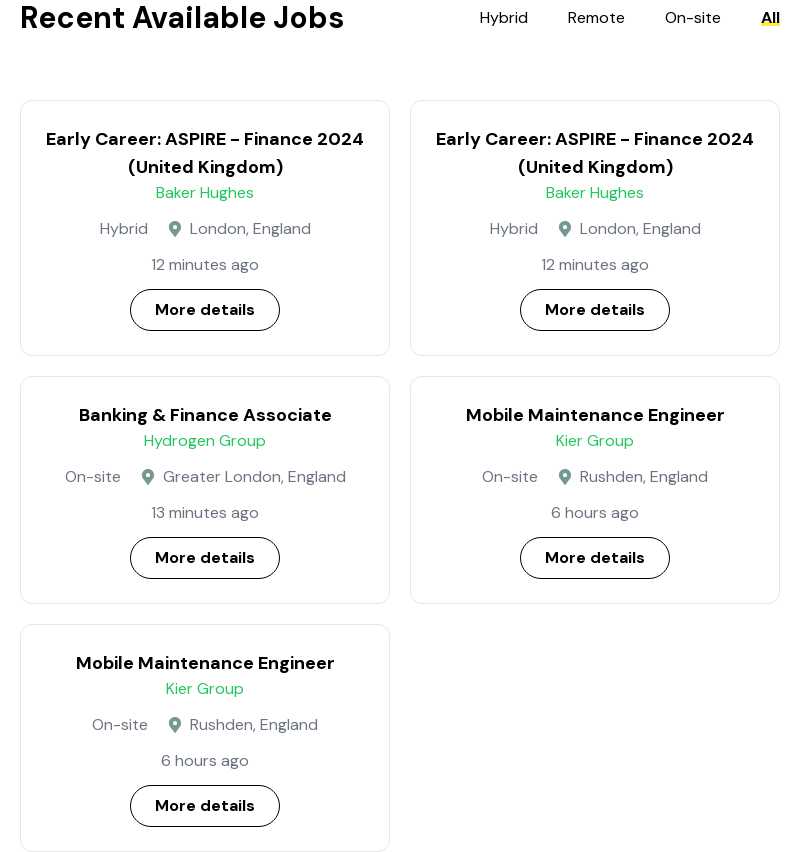 Recent Available Jobs
Hybrid Remote On-site All
Early Career: ASPIRE - Finance 2024
(United Kingdom)
Baker Hughes
Hybrid London, England
12 minutes ago
More details
Early Career: ASPIRE - Finance 2024
(United Kingdom)
Baker Hughes
Hybrid London, England
12 minutes ago
More details
Banking & Finance Associate
Hydrogen Group
On-site Greater London, England
13 minutes ago
More details
Mobile Maintenance Engineer
Kier Group
On-site Rushden, England
6 hours ago
More details
Mobile Maintenance Engineer
Kier Group
On-site Rushden, England
6 hours ago
More details